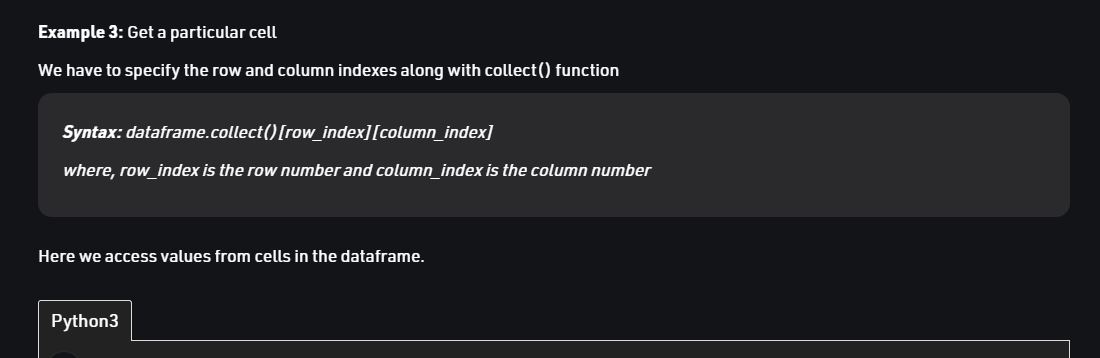 Example 3: Get a particular cell
We have to specify the row and column indexes along with collect() function
Syntax: dataframe.collect()[row_index][column_index]
where, row_index is the row number and column_index is the column number
Here we access values from cells in the dataframe.
Python3